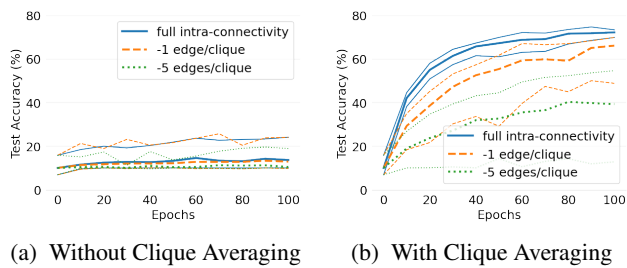 80
60
40
20
0
Test Accuracy (%)
full intra-connectivity
-1 edge/clique
-5 edges/clique
0 20 40 60 80 100
Epochs
(a) Without Clique Averaging
80
60
40
20
0
Test Accuracy (%)
full intra-connectivity
-1 edge/clique
-5 edges/clique
0 20 40 60 80 100
Epochs
(b) With Clique Averaging